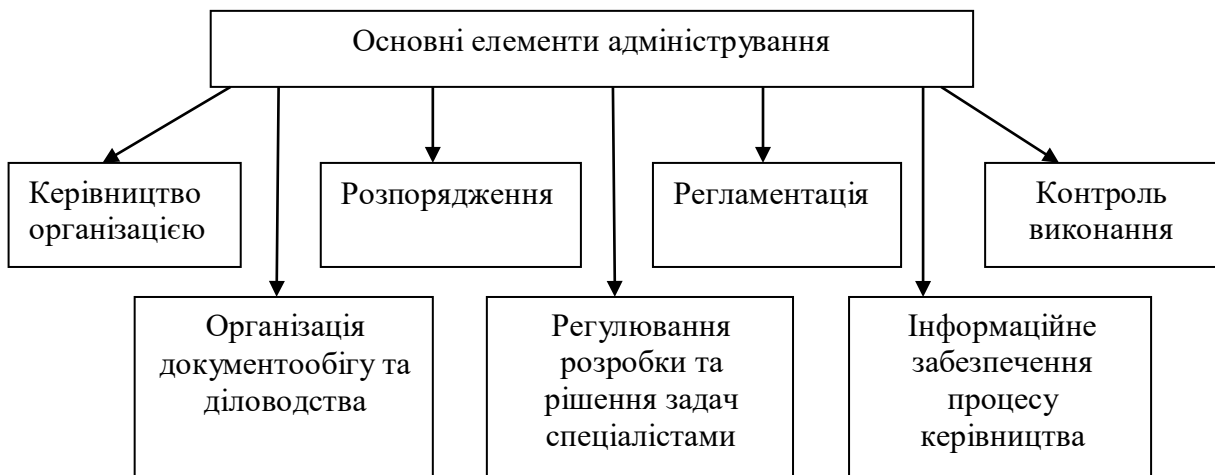 Основні елементи адміністрування
Керівництво
організацією
Розпорядження
Регламентація
Контроль
виконання
Організація
документообігу та
діловодства
Регулювання
розробки та
рішення задач
спеціалістами
Інформаційне
забезпечення
процесу
керівництва